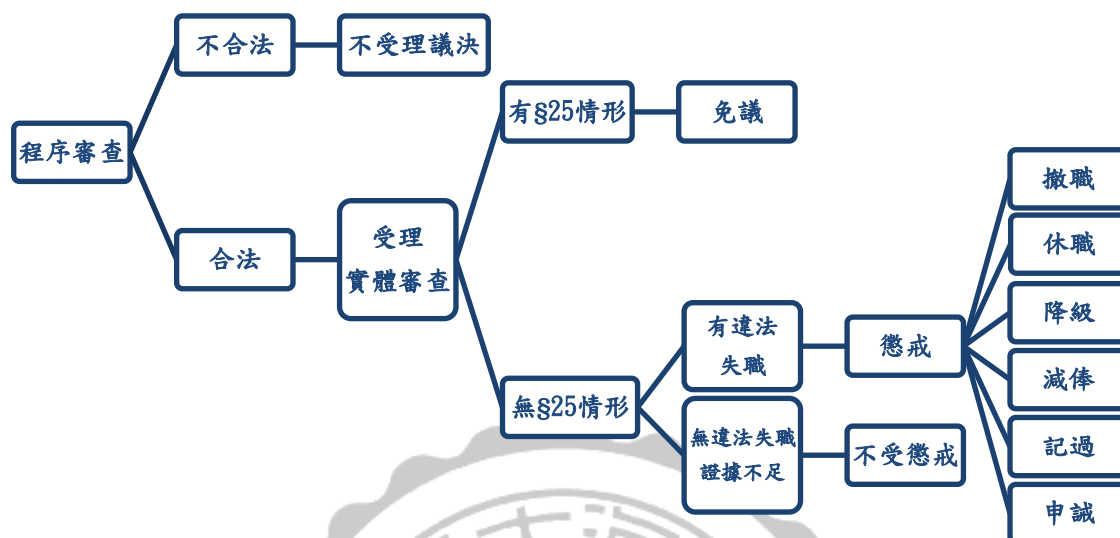 程序審查
不合法
不受理議決
合法
受理
實體審查
有§25情形
免議
無§25情形
有違法
失職
懲戒
撤職
休職
降級
減俸
記過
申誡
無違法失職
證據不足
不受懲戒